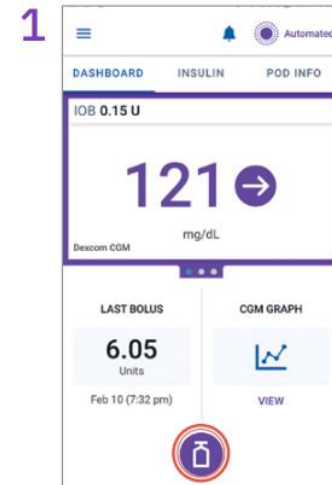 1
Automated
DASHBOARD INSULIN POD INFO
IOB 0.15 U
121
mg/dL
Dexcom CGM
LAST BOLUS CGM GRAPH
6.05
Units
Feb 10 (7:32 pm) VIEW